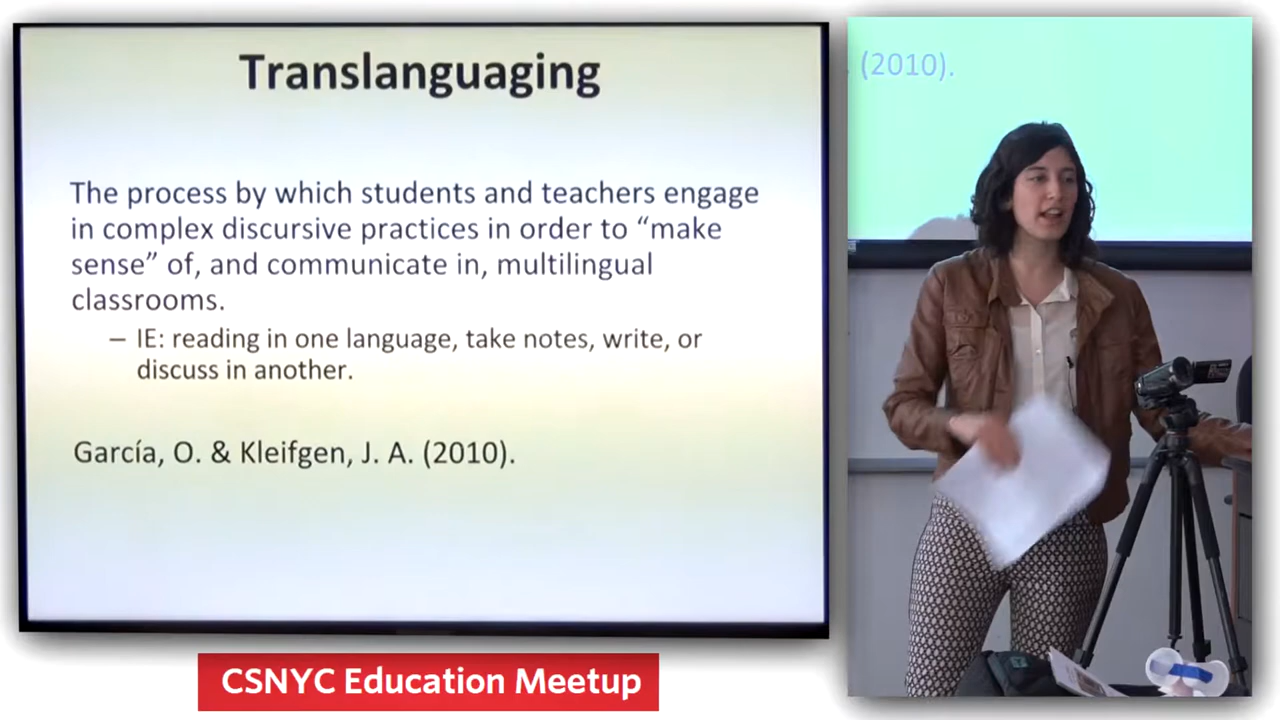 Translanguaging
The process by which students and teachers engage
in complex discursive practices in order to “make
sense” of, and communicate in, multilingual
classrooms.
– IE: reading in one language, take notes, write, or
discuss in another.
García, O. & Kleifgen, J. A. (2010).
CSNYC Education Meetup
. (2010).